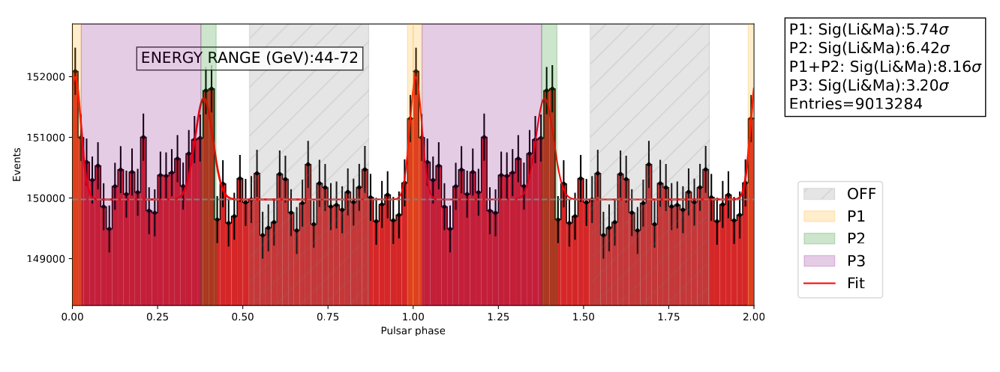 ENERGY RANGE (GeV):44-72
P1: Sig(Li&Ma):5.74σ
P2: Sig(Li&Ma):6.42σ
P1+P2: Sig(Li&Ma):8.16σ
P3: Sig(Li&Ma):3.20σ
Entries=9013284
152000
151000
150000
149000
Events
0.00 0.25 0.50 0.75 1.00 1.25 1.50 1.75 2.00
Pulsar phase
OFF
P1
P2
P3
Fit